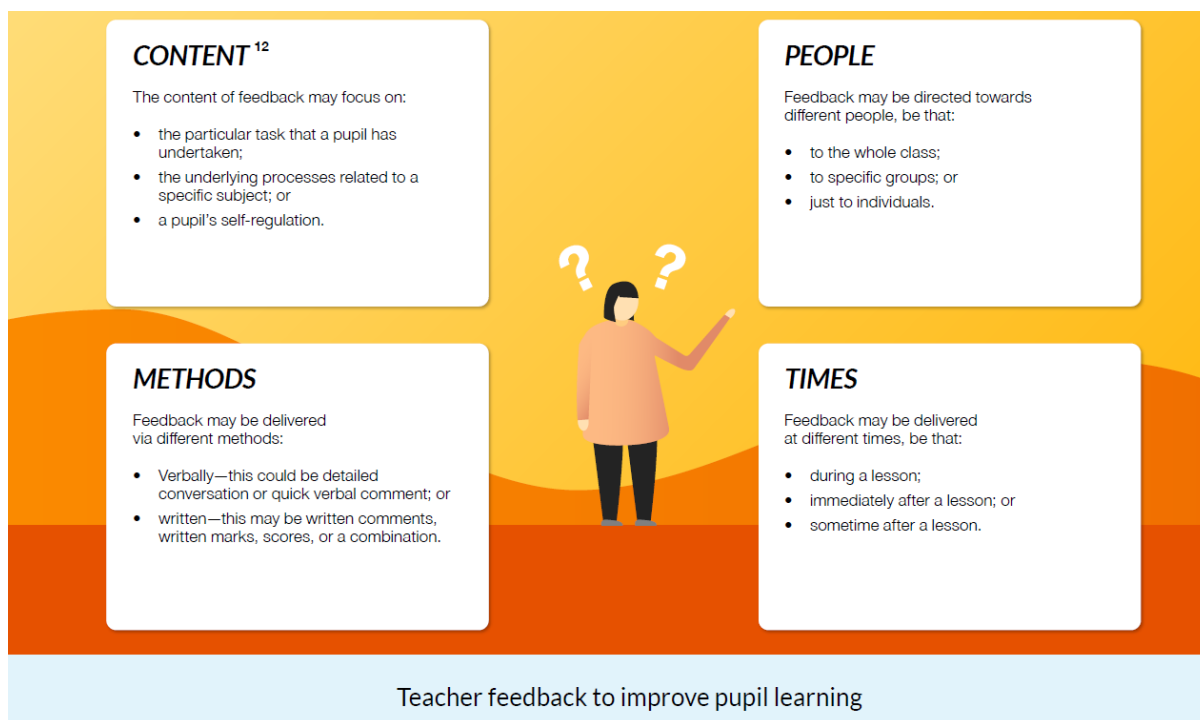 CONTENT 12
The content of feedback may focus on:
• the particular task that a pupil has
undertaken;
• the underlying processes related to a
specific subject; or
• a pupil's self-regulation.
PEOPLE
Feedback may be directed towards
different people, be that:
• to the whole class;
• to specific groups; or
• just to individuals.
? ?
METHODS
Feedback may be delivered
via different methods:
• Verbally—this could be detailed
conversation or quick verbal comment; or
• written—this may be written comments,
written marks, scores, or a combination.
TIMES
Feedback may be delivered
at different times, be that:
• during a lesson;
• immediately after a lesson; or
• sometime after a lesson.
Teacher feedback to improve pupil learning